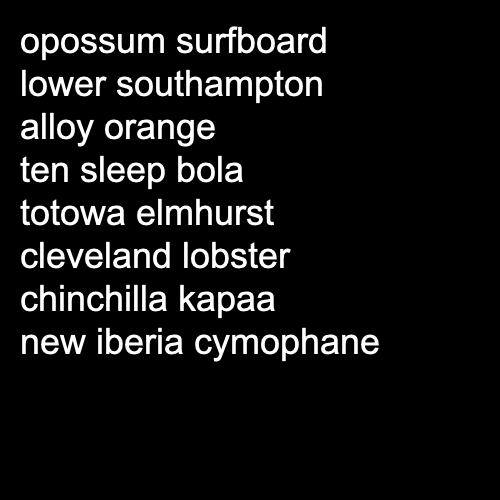 opossum surfboard
lower southampton
alloy orange
ten sleep bola
totowa elmhurst
cleveland lobster
chinchilla kapaa
new iberia cymophane